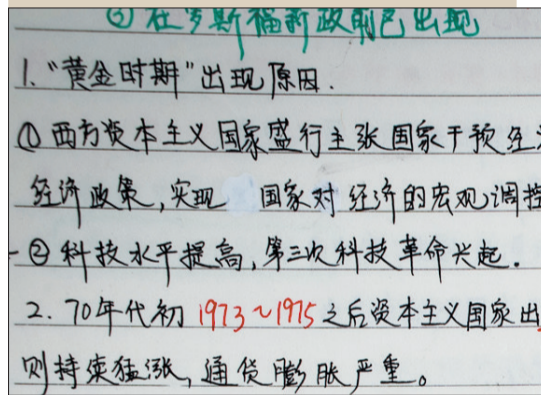 ③ 在罗斯福新政前已出现
1. “黄金时期”出现原因.
① 西方资本主义国家盛行主张国家干预经济
经济政策,实现 国家对经济的宏观调控
② 科技水平提高,第三次科技革命兴起.
2. 70年代初 1973~1975 之后资本主义国家出
则持续猛涨,通货膨胀严重。